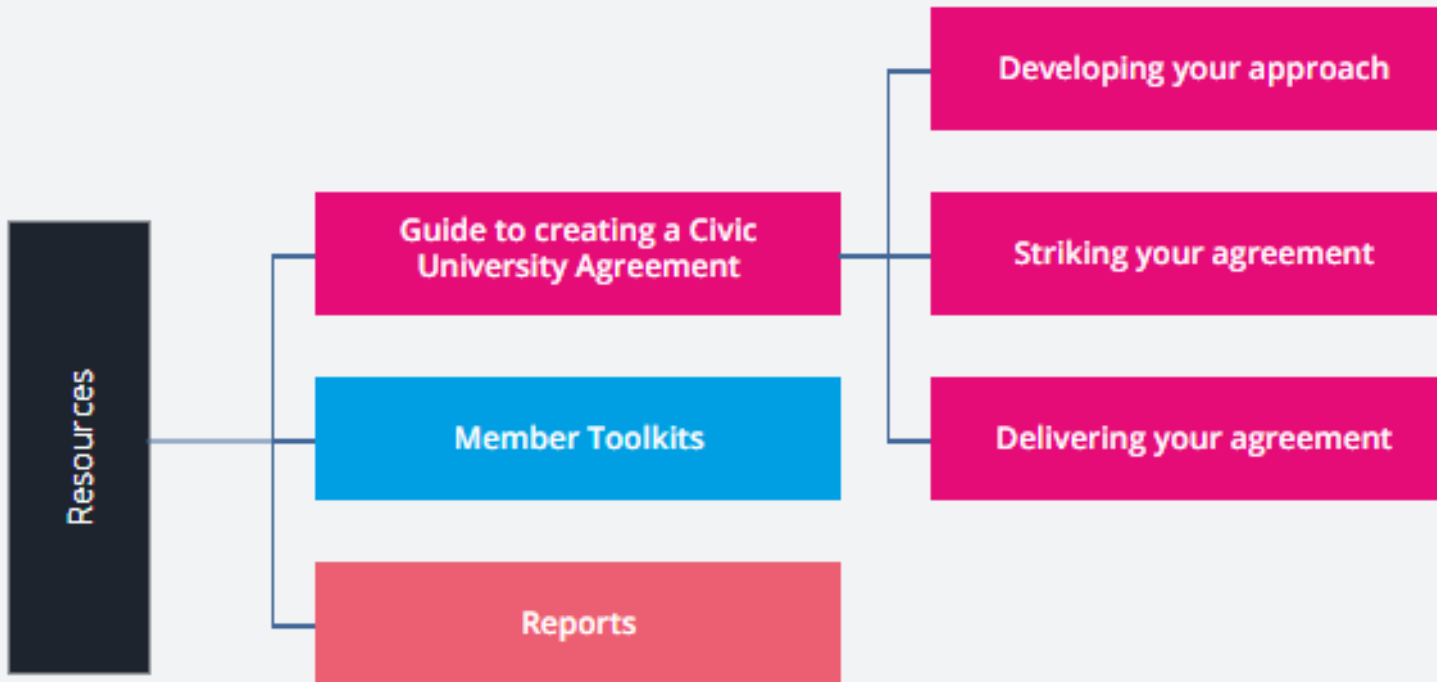 Resources
Guide to creating a Civic
University Agreement
Member Toolkits
Reports
Developing your approach
Striking your agreement
Delivering your agreement